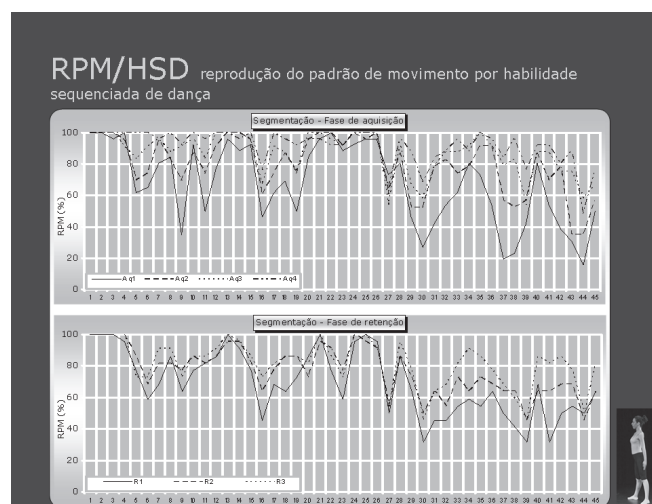 RPM/HSD reprodução do padrão de movimento por habilidade
sequenciada de dança
Segmentação - Fase de aquisição
RPM (%)
100
80
60
40
20
0
Aq1 Aq2 Aq3 Aq4
1 2 3 4 5 6 7 8 9 10 11 12 13 14 15 16 17 18 19 20 21 22 23 24 25 26 27 28 29 30 31 32 33 34 35 36 37 38 39 40 41 42 43 44 45
Segmentação - Fase de retenção
RPM (%)
100
80
60
40
20
0
R1 R2 R3
1 2 3 4 5 6 7 8 9 10 11 12 13 14 15 16 17 18 19 20 21 22 23 24 25 26 27 28 29 30 31 32 33 34 35 36 37 38 39 40 41 42 43 44 45